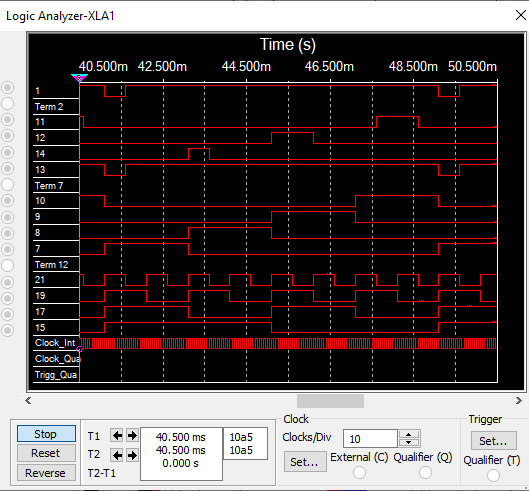 Logic Analyzer-XLA1
Time (s)
40.500m 42.500m 44.500m 46.500m 48.500m 50.500m
1
Term 2
11
12
14
13
Term 7
10
9
8
7
Term 12
21
19
17
15
Clock_Int
Clock_Qua
Trigg_Qua
Stop
Reset
Reverse
T1
T2
T2-T1
40.500 ms
40.500 ms
0.000 s
10a5
10a5
Clock
Clocks/Div 10
Set...
External (C) Qualifier (Q)
Trigger
Set...
Qualifier (T)